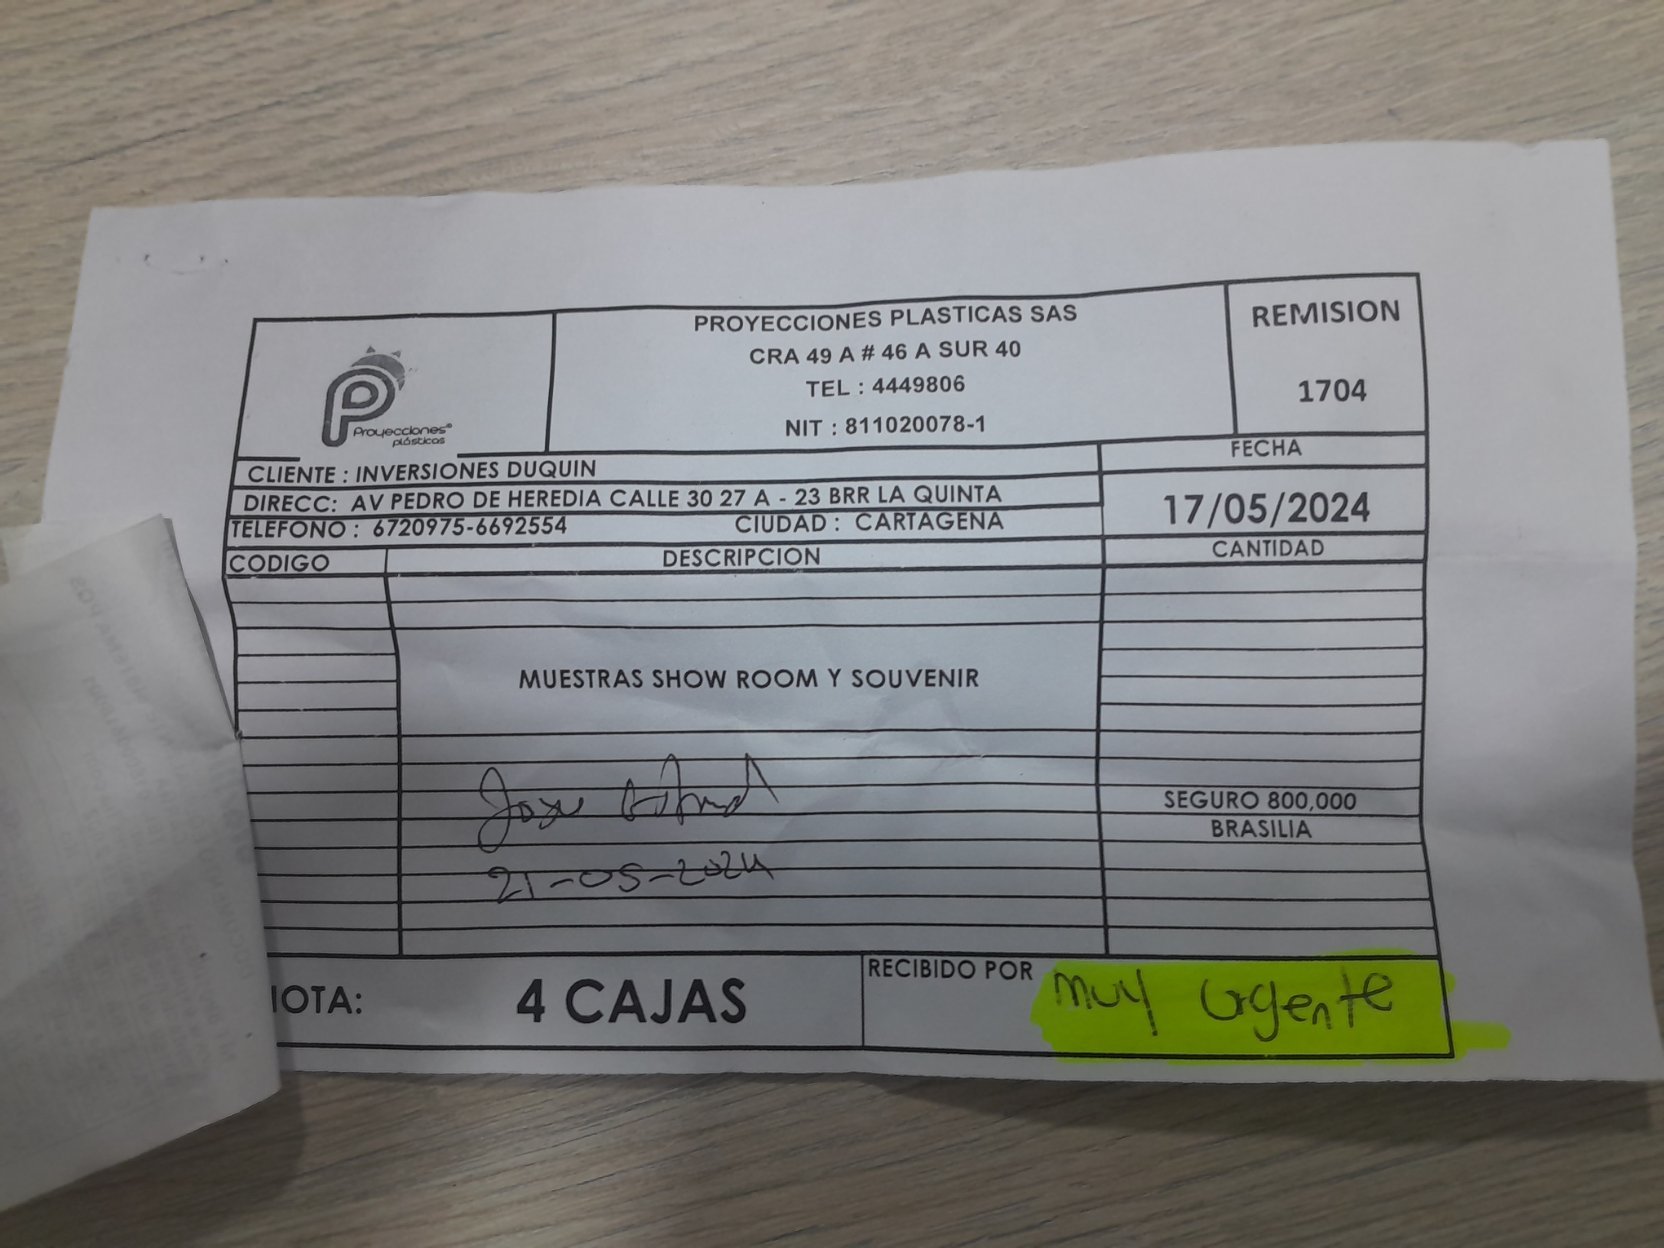 PROYECCIONES PLASTICAS SAS
CRA 49 A # 46 A SUR 40
TEL : 4449806
NIT : 811020078-1
REMISION
1704
Proyecciones®
plásticas
FECHA
17/05/2024
CLIENTE : INVERSIONES DUQUIN
DIRECC: AV PEDRO DE HEREDIA CALLE 30 27 A - 23 BRR LA QUINTA
TELEFONO : 6720975-6692554 CIUDAD : CARTAGENA
CODIGO DESCRIPCION CANTIDAD
MUESTRAS SHOW ROOM Y SOUVENIR
Jose
SEGURO 800,000
BRASILIA
21-05-2024
IOTA: 4 CAJAS
RECIBIDO POR muy urgente